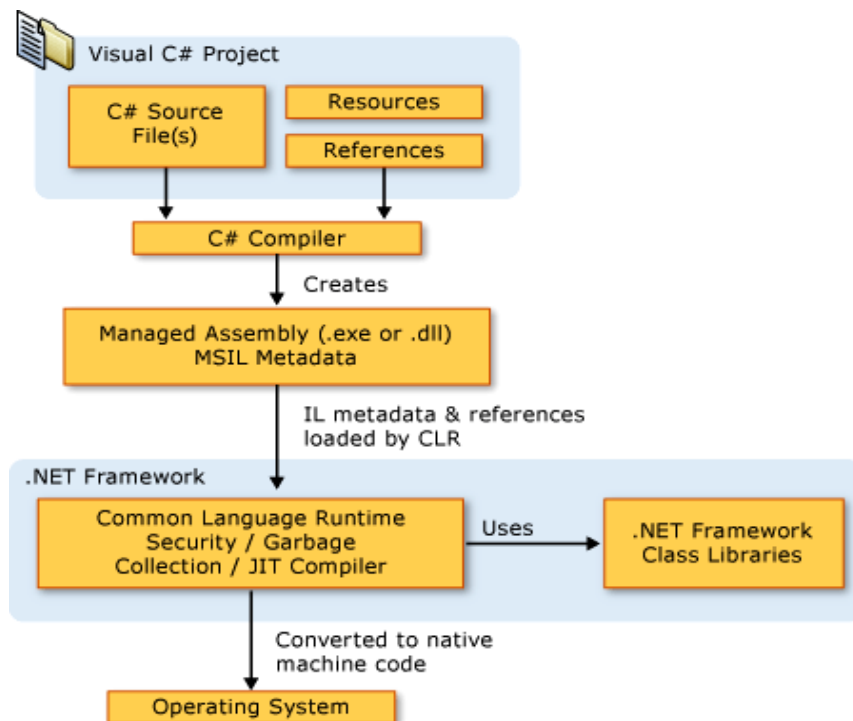 Visual C# Project
C# Source
File(s)
Resources
References
C# Compiler
Creates
Managed Assembly (.exe or .dll)
MSIL Metadata
IL metadata & references
loaded by CLR
.NET Framework
Common Language Runtime
Security / Garbage
Collection / JIT Compiler
Uses
.NET Framework
Class Libraries
Converted to native
machine code
Operating System